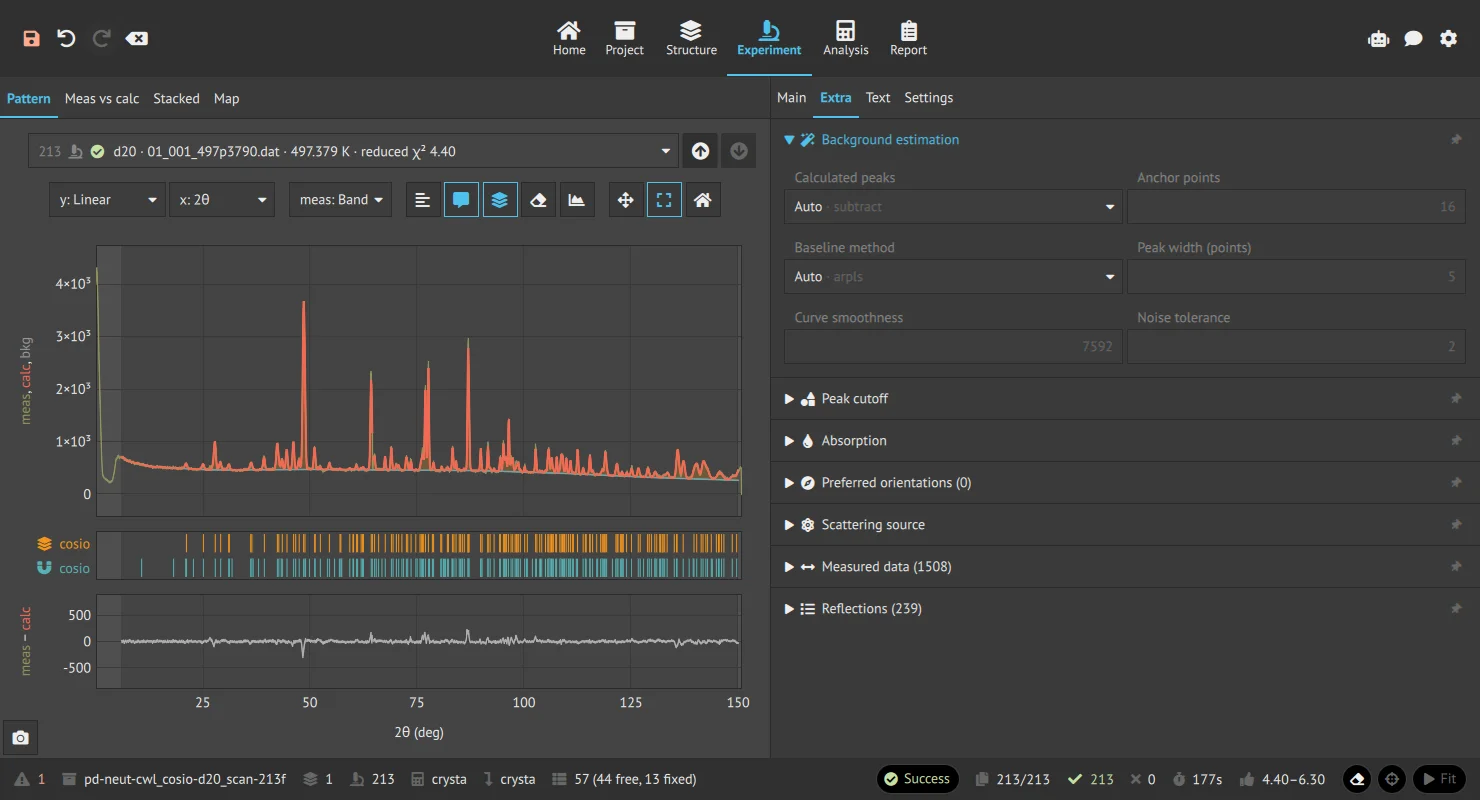 Home
Project
Structure
Experiment
Analysis
Report
Pattern
Meas vs calc
Stacked
Map
Main
Extra
Text
Settings
213 d20 · 01_001_497p3790.dat · 497.379 K · reduced χ² 4.40
y: Linear
x: 2θ
meas: Band
Background estimation
Calculated peaks
Anchor points
Auto · subtract
16
Baseline method
Peak width (points)
Auto · arpls
5
Curve smoothness
Noise tolerance
7592
2
Peak cutoff
Absorption
Preferred orientations (0)
Scattering source
Measured data (1508)
Reflections (239)
meas, calc, bkg
4×10³
3×10³
2×10³
1×10³
0
cosio
cosio
meas − calc
500
0
-500
25
50
75
100
125
150
2θ (deg)
1
pd-neut-cwl_cosio-d20_scan-213f
1
213
crysta
crysta
57 (44 free, 13 fixed)
Success
213/213
213
0
177s
4.40–6.30
Fit